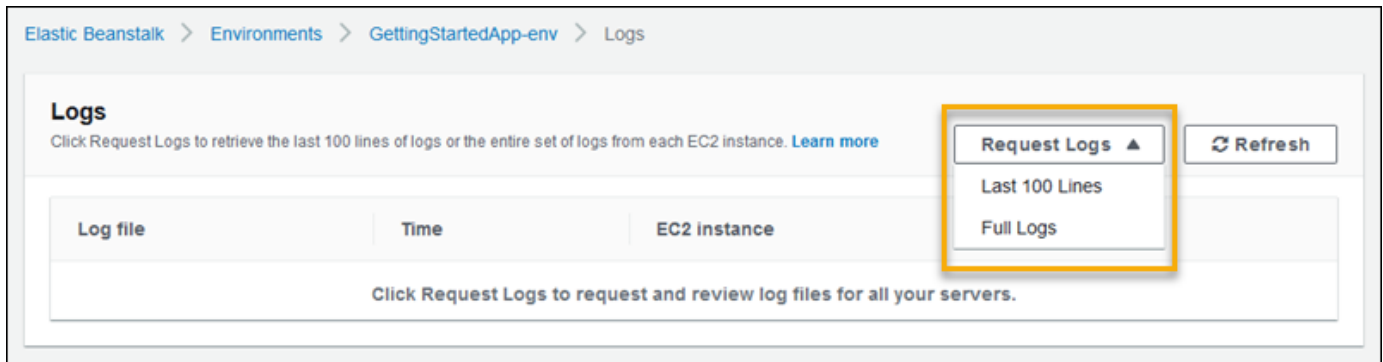 Elastic Beanstalk > Environments > GettingStartedApp-env > Logs
Logs
Click Request Logs to retrieve the last 100 lines of logs or the entire set of logs from each EC2 instance. Learn more
Request Logs ▲
Refresh
Last 100 Lines
Full Logs
Log file
Time
EC2 instance
Click Request Logs to request and review log files for all your servers.